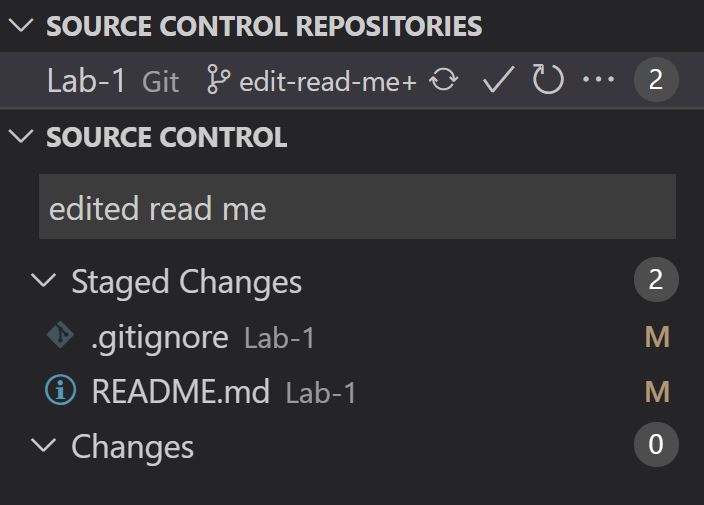 SOURCE CONTROL REPOSITORIES
Lab-1 Git edit-read-me+ 2
SOURCE CONTROL
edited read me
Staged Changes 2
.gitignore Lab-1 M
README.md Lab-1 M
Changes 0